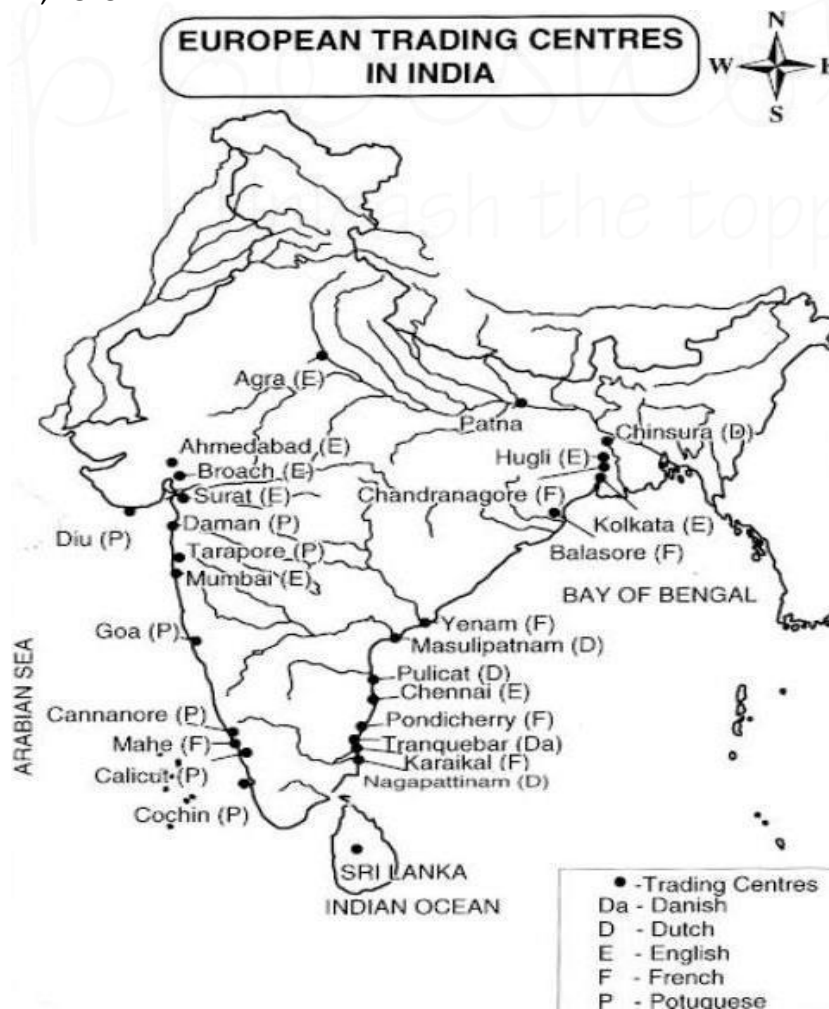 EUROPEAN TRADING CENTRES
IN INDIA
N
W
E
S
Agra (E)
Patna
Chinsura (D)
Ahmedabad (E)
Hugli (E)
Broach (E)
Surat (E)
Chandranagore (F)
Kolkata (E)
Daman (P)
Diu (P)
Balasore (F)
Tarapore (P)
Mumbai (E)
BAY OF BENGAL
Yenam (F)
Goa (P)
Masulipatnam (D)
ARABIAN SEA
Pulicat (D)
Chennai (E)
Cannanore (P)
Pondicherry (F)
Mahe (F)
Tranquebar (Da)
Karaikal (F)
Calicut (P)
Nagapattinam (D)
Cochin (P)
SRI LANKA
INDIAN OCEAN
-Trading Centres
Da - Danish
D - Dutch
E - English
F - French
P - Potuguese
the topp